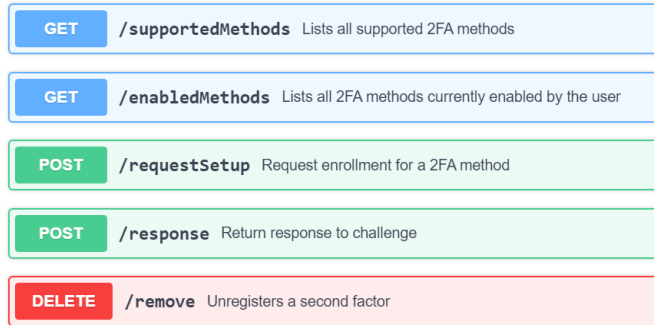 GET /supportedMethods Lists all supported 2FA methods
GET /enabledMethods Lists all 2FA methods currently enabled by the user
POST /requestSetup Request enrollment for a 2FA method
POST /response Return response to challenge
DELETE /remove Unregisters a second factor